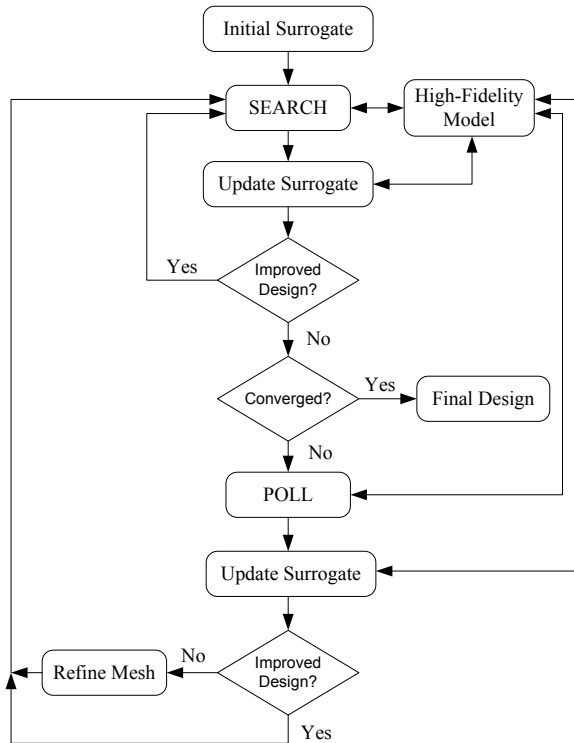 Initial Surrogate
SEARCH
High-Fidelity
Model
Update Surrogate
Yes
Improved
Design?
No
Converged?
Yes
Final Design
No
POLL
Update Surrogate
Refine Mesh
No
Improved
Design?
Yes